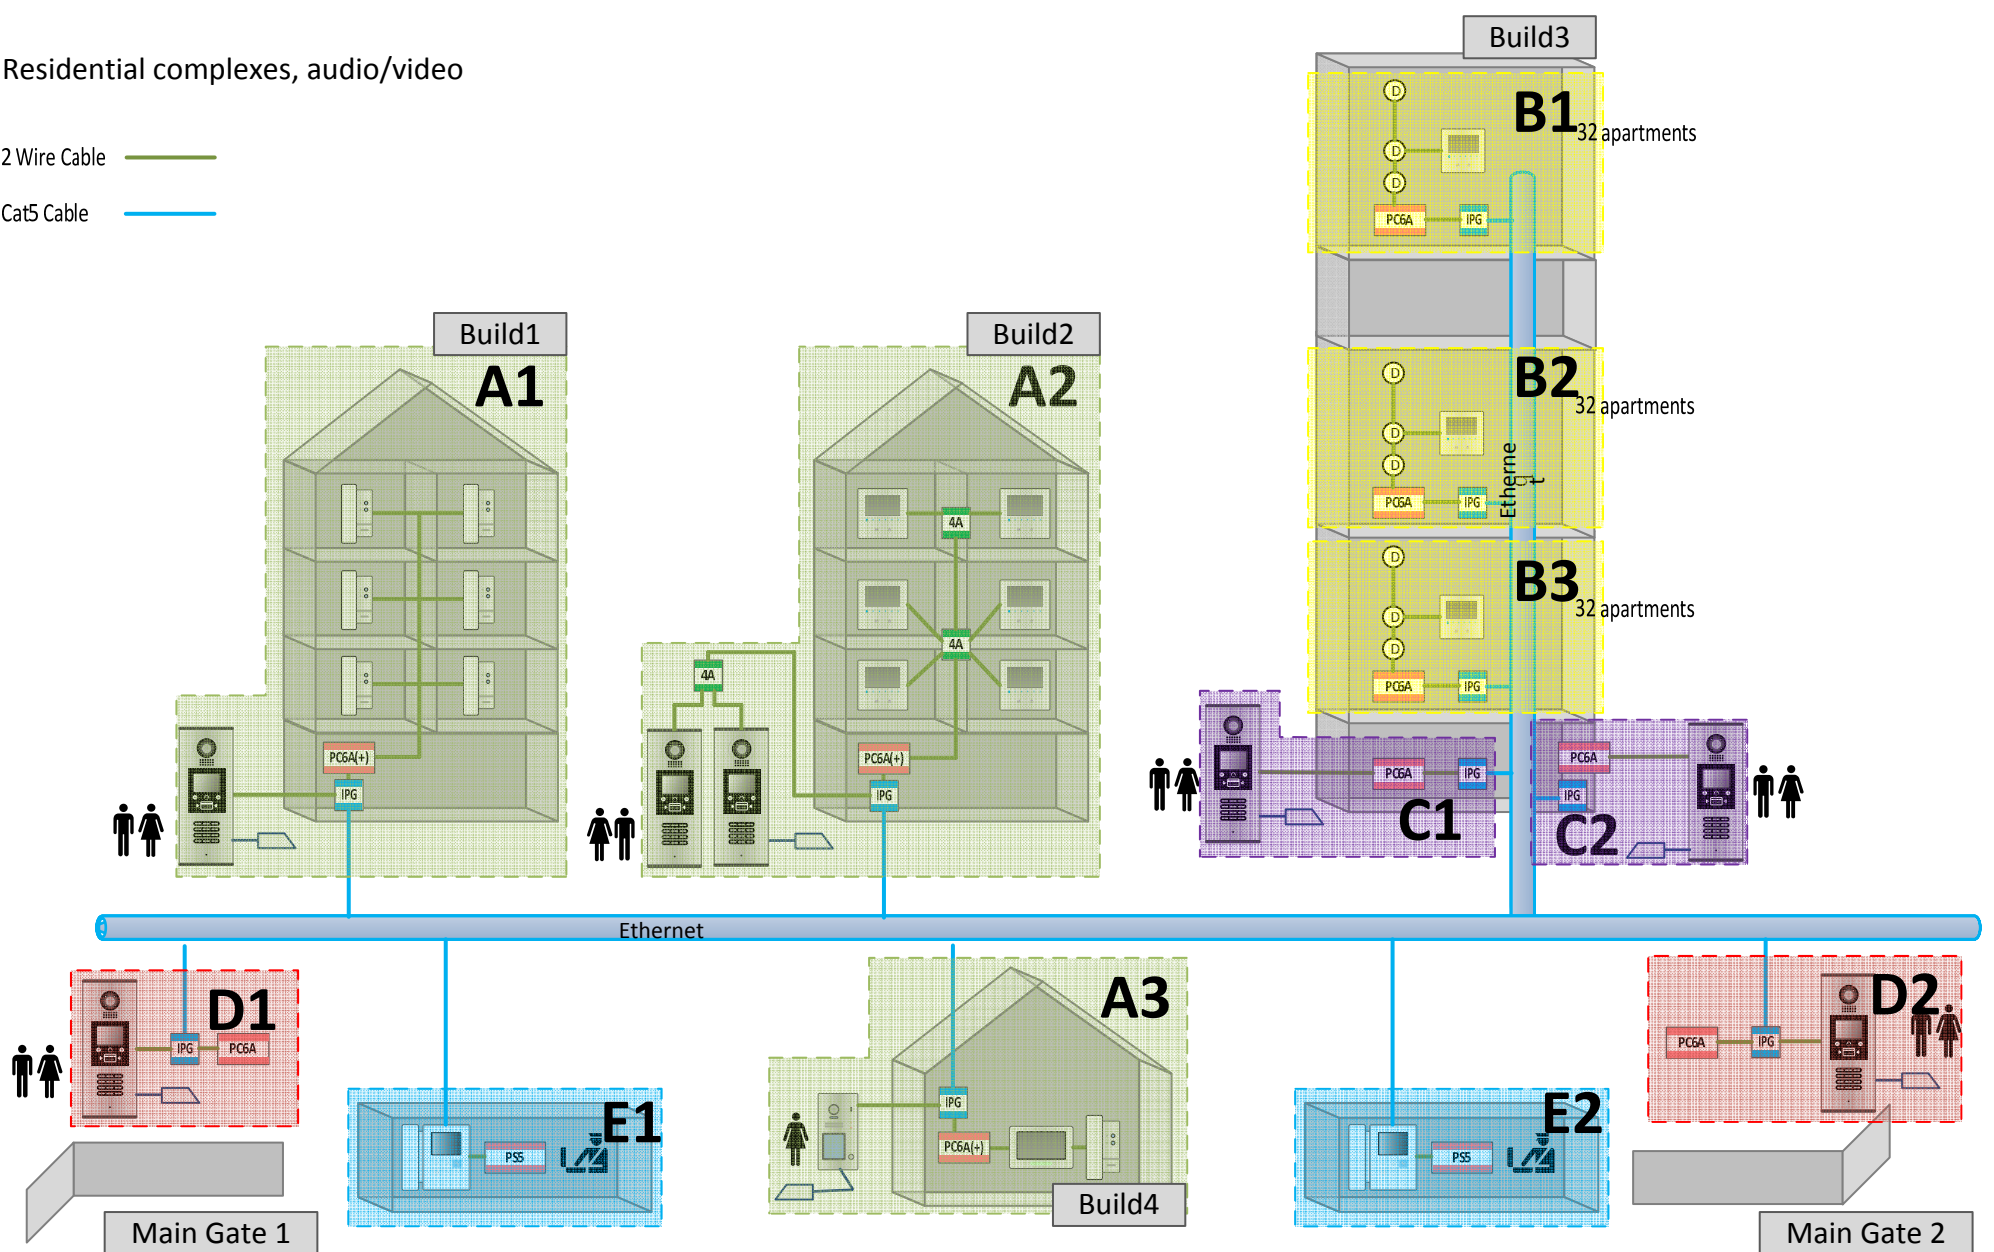 Build3
Residential complexes, audio/video
B1
32 apartments
D
D
D
PC6A
IPG
2 Wire Cable
Cat5 Cable
Build1
A1
PC6A(+)
IPG
Build2
A2
4A
4A
4A
PC6A(+)
IPG
B2
32 apartments
D
D
D
PC6A
IPG
Etherne
t
B3
32 apartments
D
D
D
PC6A
IPG
PC6A
IPG
C1
PC6A
IPG
C2
Ethernet
D1
IPG
PC6A
Main Gate 1
E1
PS5
A3
IPG
PC6A(+)
Build4
E2
PS5
D2
PC6A
IPG
Main Gate 2